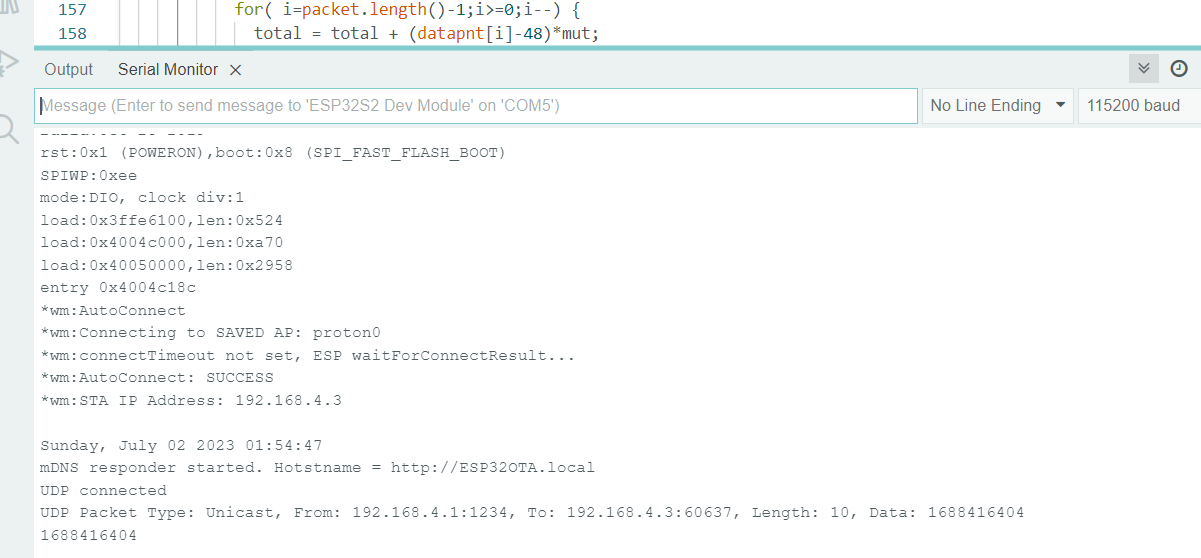 157 for( i=packet.length()-1;i>=0;i--) {
158 total = total + (datapnt[i]-48)*mut;
Output Serial Monitor
Message (Enter to send message to 'ESP32S2 Dev Module' on 'COM5')
No Line Ending 115200 baud
rst:0x1 (POWERON),boot:0x8 (SPI_FAST_FLASH_BOOT)
SPIWP:0xee
mode:DIO, clock div:1
load:0x3ffe6100,len:0x524
load:0x4004c000,len:0xa70
load:0x40050000,len:0x2958
entry 0x4004c18c
*wm:AutoConnect
*wm:Connecting to SAVED AP: proton0
*wm:connectTimeout not set, ESP waitForConnectResult...
*wm:AutoConnect: SUCCESS
*wm:STA IP Address: 192.168.4.3
Sunday, July 02 2023 01:54:47
mDNS responder started. Hotstname = http://ESP32OTA.local
UDP connected
UDP Packet Type: Unicast, From: 192.168.4.1:1234, To: 192.168.4.3:60637, Length: 10, Data: 1688416404
1688416404